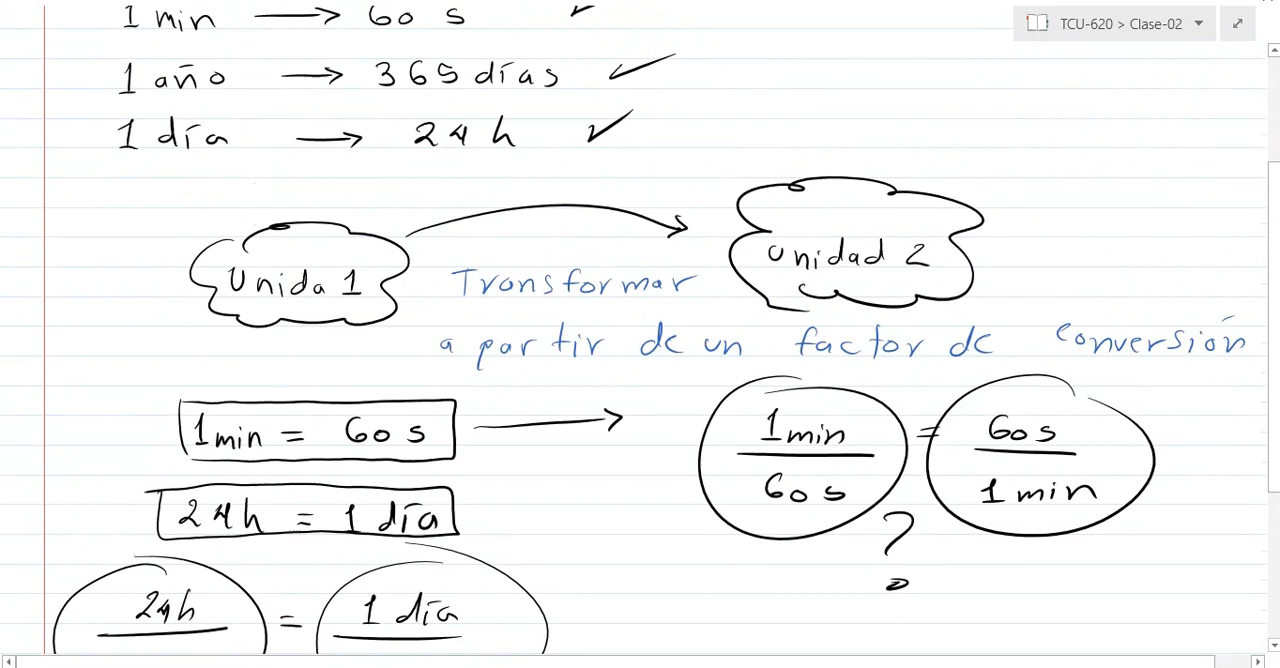 1 min → 60 s ✓
TCU-620 > Clase-02
1 año → 365 días ✓
1 día → 24 h ✓
Unida 1
Unidad 2
Transformar
a partir de un factor de conversión
1 min = 60 s →
1 min = 60 s
60 s 1 min
24 h = 1 día
?
24 h = 1 día